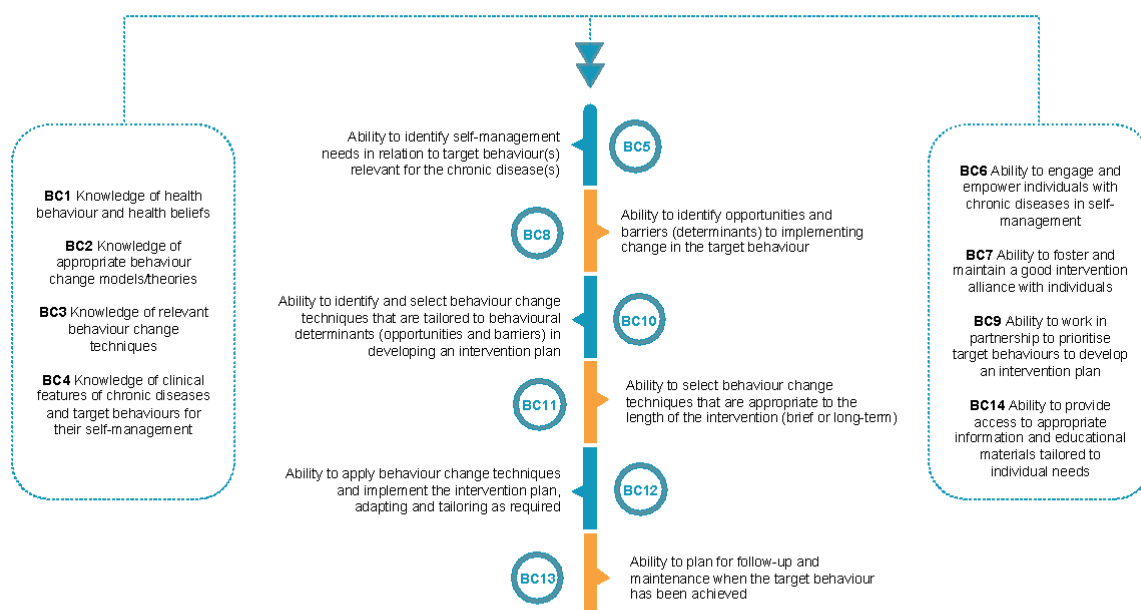 BC1 Knowledge of health
behaviour and health beliefs
BC2 Knowledge of
appropriate behaviour
change models/theories
BC3 Knowledge of relevant
behaviour change
techniques
BC4 Knowledge of clinical
features of chronic diseases
and target behaviours for
their self-management
Ability to identify self-management
needs in relation to target behaviour(s)
relevant for the chronic disease(s)
BC5
BC8
Ability to identify opportunities and
barriers (determinants) to implementing
change in the target behaviour
Ability to identify and select behaviour change
techniques that are tailored to behavioural
determinants (opportunities and barriers) in
developing an intervention plan
BC10
BC11
Ability to select behaviour change
techniques that are appropriate to the
length of the intervention (brief or long-term)
Ability to apply behaviour change techniques
and implement the intervention plan,
adapting and tailoring as required
BC12
BC13
Ability to plan for follow-up and
maintenance when the target behaviour
has been achieved
BC6 Ability to engage and
empower individuals with
chronic diseases in self-
management
BC7 Ability to foster and
maintain a good intervention
alliance with individuals
BC9 Ability to work in
partnership to prioritise
target behaviours to develop
an intervention plan
BC14 Ability to provide
access to appropriate
information and educational
materials tailored to
individual needs